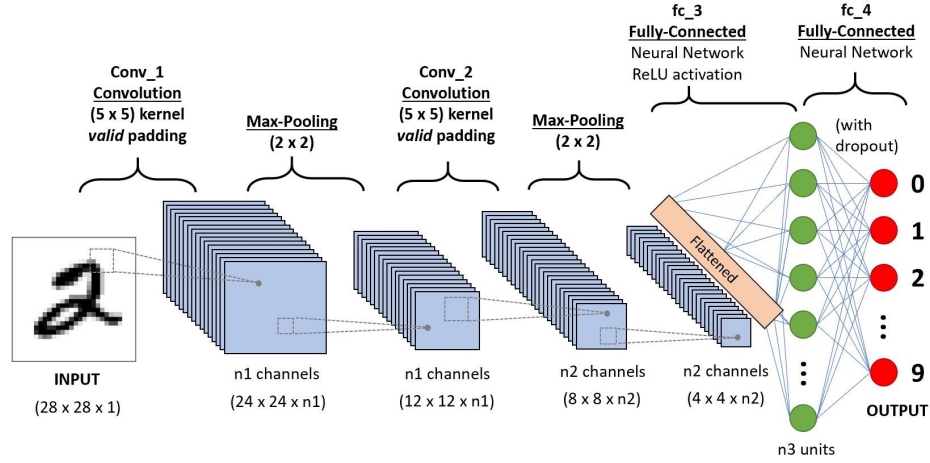 Conv_1
Convolution
(5 x 5) kernel
valid padding
Max-Pooling
(2 x 2)
Conv_2
Convolution
(5 x 5) kernel
valid padding
Max-Pooling
(2 x 2)
fc_3
Fully-Connected
Neural Network
ReLU activation
fc_4
Fully-Connected
Neural Network
(with
dropout)
Flattened
0
1
2
9
OUTPUT
2
INPUT
(28 x 28 x 1)
n1 channels
(24 x 24 x n1)
n1 channels
(12 x 12 x n1)
n2 channels
(8 x 8 x n2)
n2 channels
(4 x 4 x n2)
n3 units